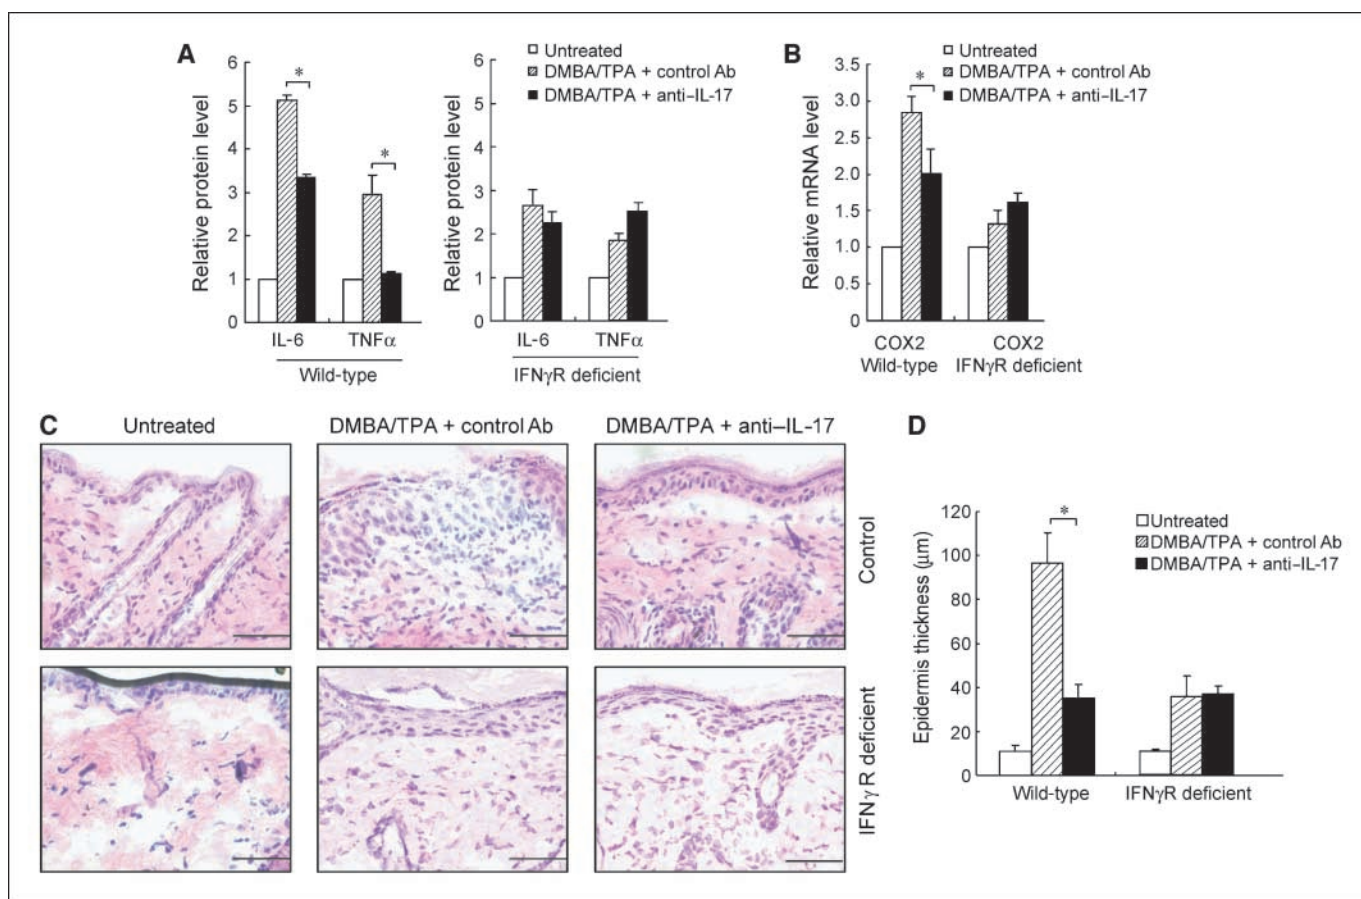 A
Relative protein level
6
5
4
3
2
1
0
*
*
IL-6 TNFα
Wild-type
Untreated
DMBA/TPA + control Ab
DMBA/TPA + anti–IL-17
Relative protein level
6
5
4
3
2
1
0
IL-6 TNFα
IFNγR deficient
B
Untreated
DMBA/TPA + control Ab
DMBA/TPA + anti–IL-17
Relative mRNA level
3.5
3.0
2.5
2.0
1.5
1.0
0.5
0
*
COX2 COX2
Wild-type IFNγR deficient
C
Untreated DMBA/TPA + control Ab DMBA/TPA + anti–IL-17
Control
IFNγ R deficient
D
Epidermis thickness (μm)
120
100
80
60
40
20
0
*
Untreated
DMBA/TPA + control Ab
DMBA/TPA + anti–IL-17
Wild-type IFNγR deficient